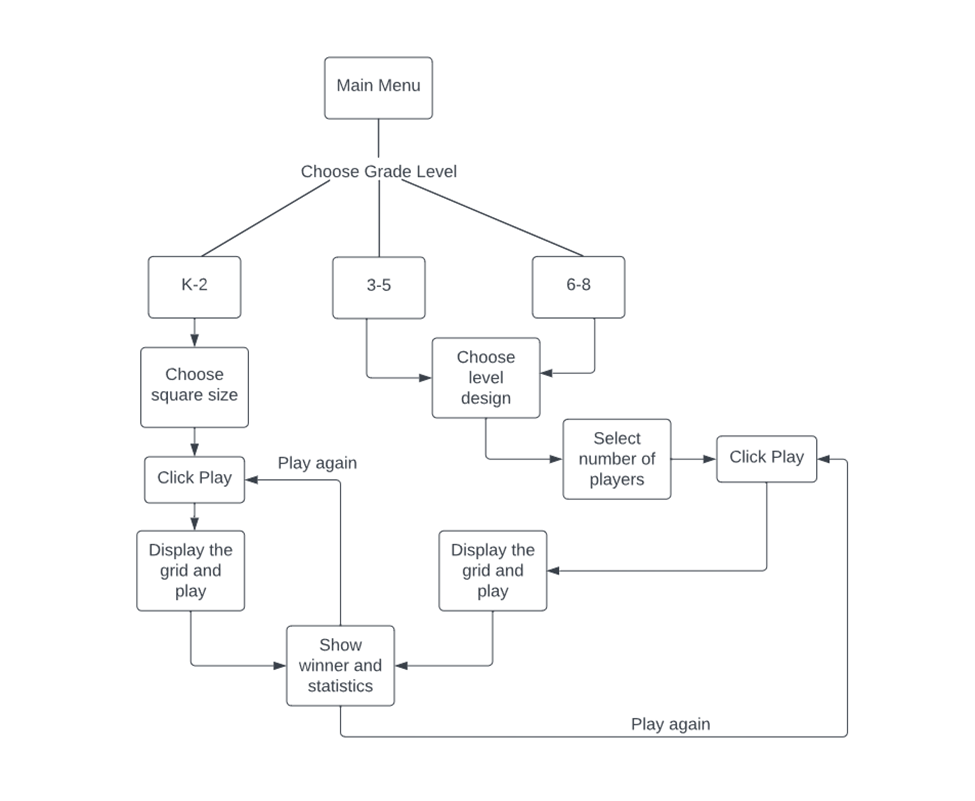 Main Menu
Choose Grade Level
K-2
3-5
6-8
Choose
level
design
Choose
square size
Select
number of
players
Click Play
Play again
Click Play
Display the
grid and
play
Display the
grid and
play
Show
winner and
statistics
Play again